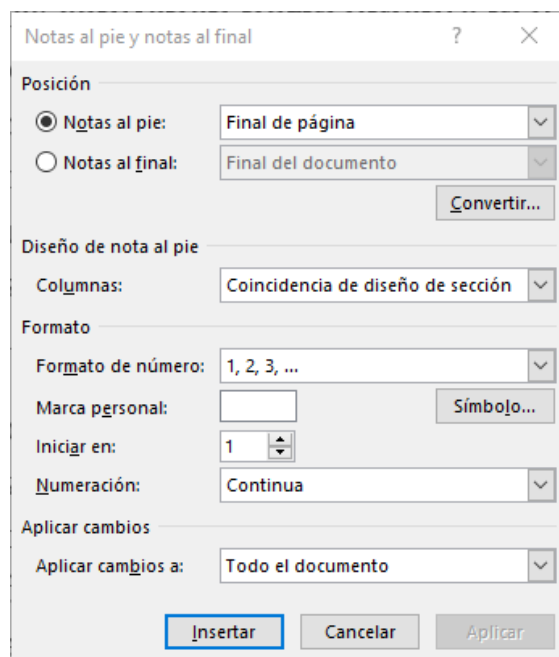 Notas al pie y notas al final ?
Posición
Notas al pie: Final de página
Notas al final: Final del documento
Convertir...
Diseño de nota al pie
Columnas: Coincidencia de diseño de sección
Formato
Formato de número: 1, 2, 3, ...
Marca personal: Símbolo...
Iniciar en: 1
Numeración: Continua
Aplicar cambios
Aplicar cambios a: Todo el documento
Insertar Cancelar Aplicar